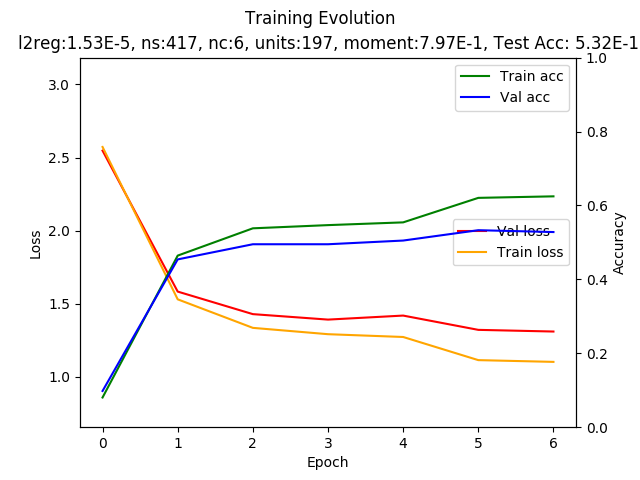 Training Evolution
l2reg:1.53E-5, ns:417, nc:6, units:197, moment:7.97E-1, Test Acc: 5.32E-1
3.0
2.5
2.0
1.5
1.0
Loss
1.0
0.8
0.6
0.4
0.2
0.0
Accuracy
Train acc
Val acc
Val loss
Train loss
0 1 2 3 4 5 6
Epoch